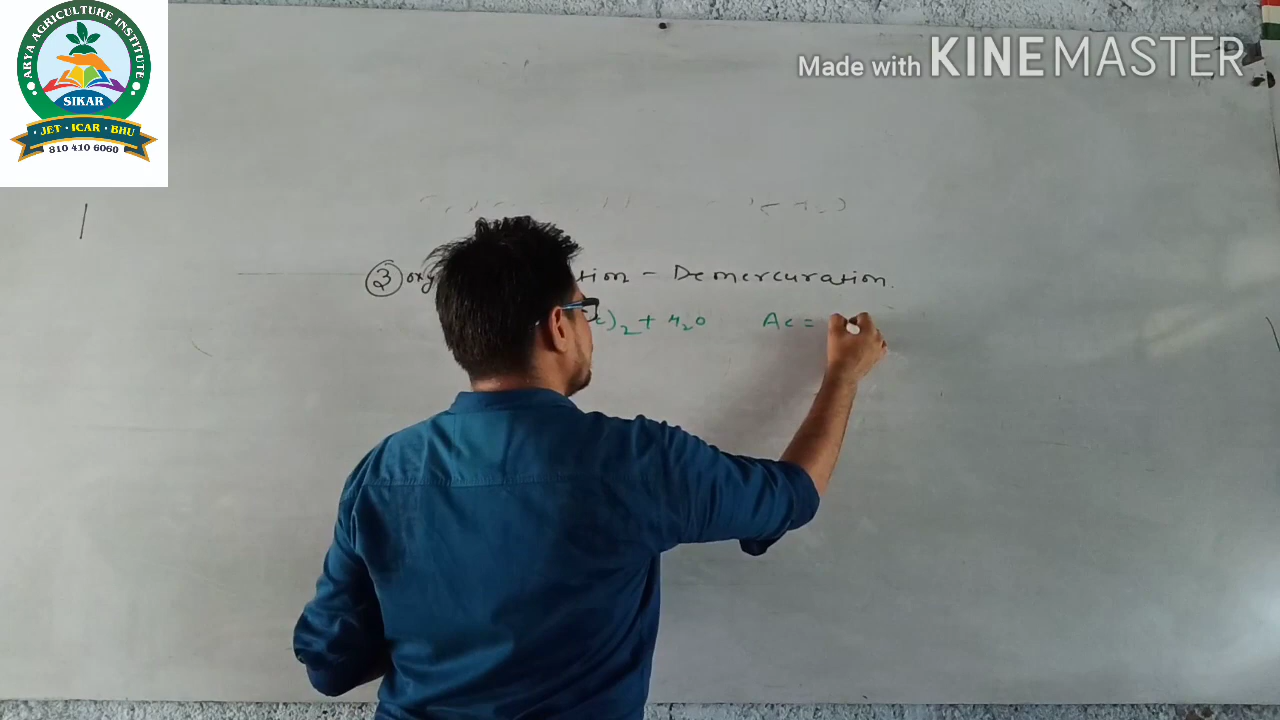 ARYA AGRICULTURE INSTITUTE
SIKAR
· JET · ICAR · BHU ·
810 410 6060
Made with KINEMASTER
③ oxy tion - Demercuration.
)₂ + H₂O Ac =